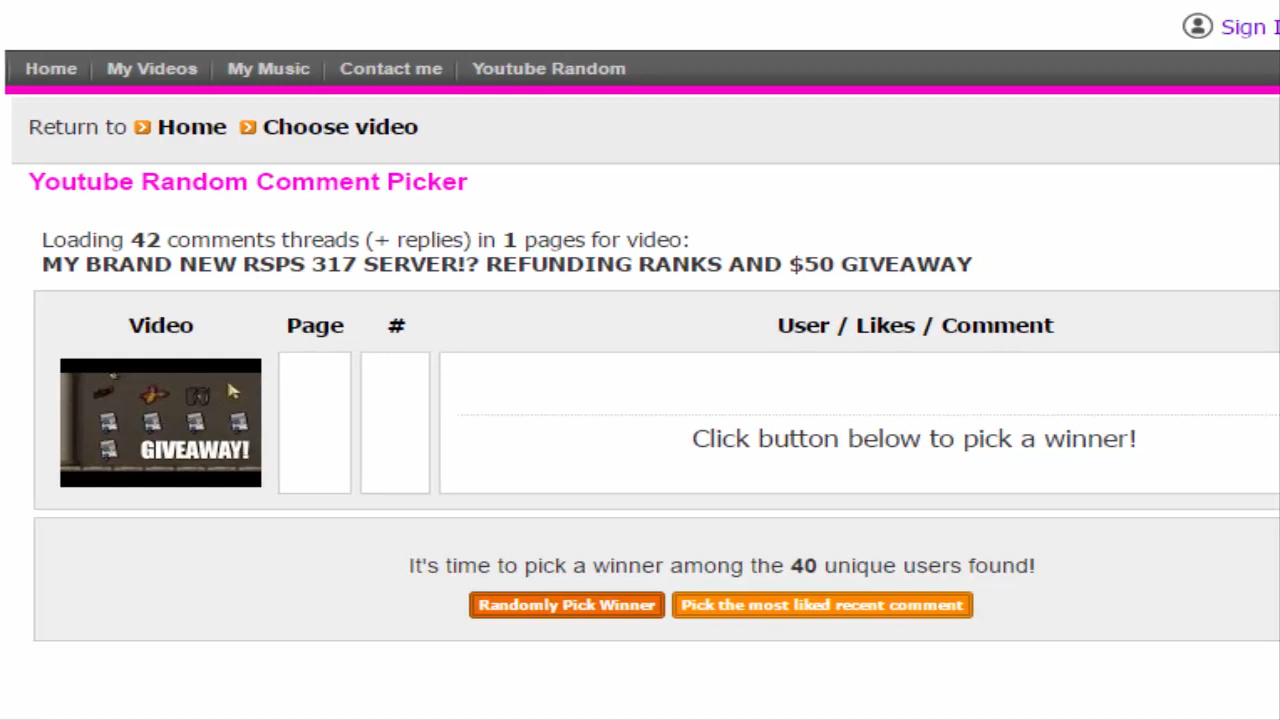 Sign I
Home My Videos My Music Contact me Youtube Random
Return to Home Choose video
Youtube Random Comment Picker
Loading 42 comments threads (+ replies) in 1 pages for video:
MY BRAND NEW RSPS 317 SERVER!? REFUNDING RANKS AND $50 GIVEAWAY
Video Page # User / Likes / Comment
GIVEAWAY!
Click button below to pick a winner!
It's time to pick a winner among the 40 unique users found!
Randomly Pick Winner Pick the most liked recent comment